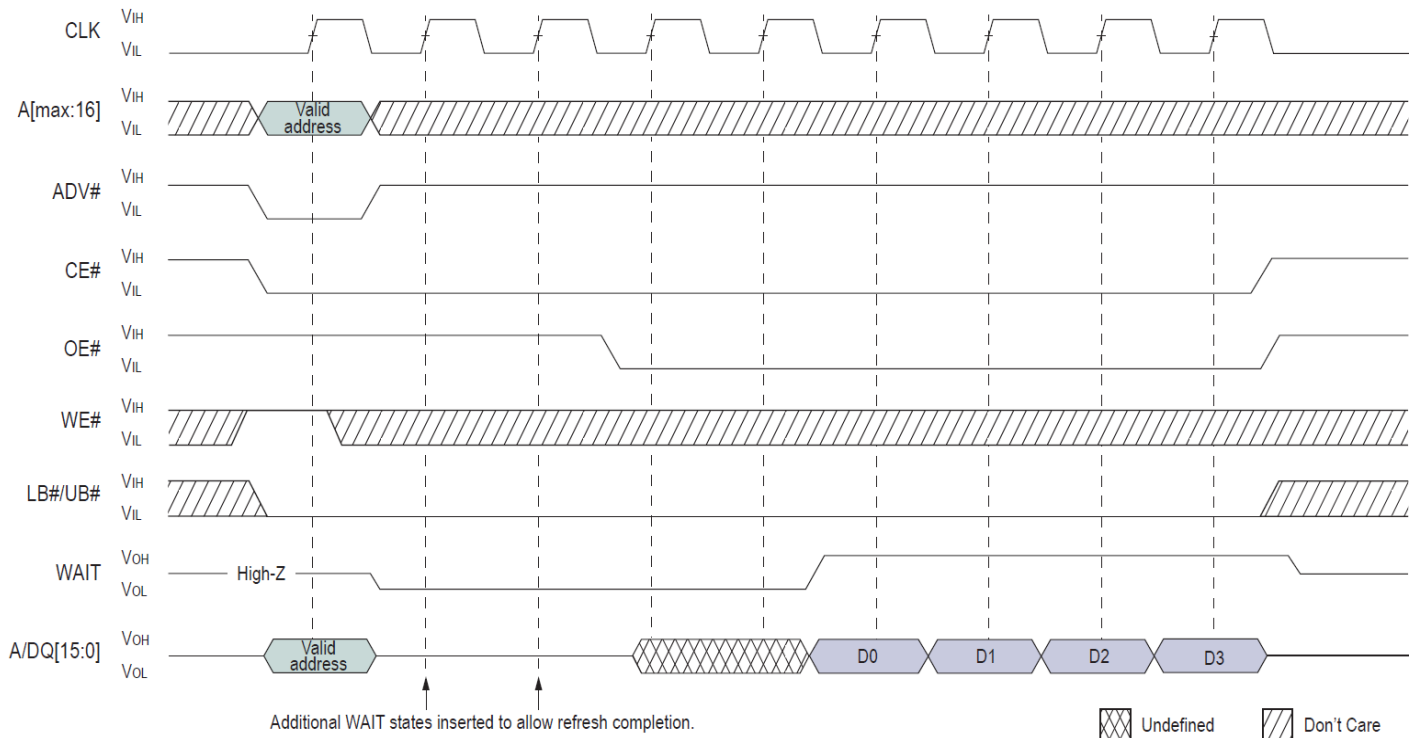 CLK VIH
VIL
A[max:16] VIH
VIL
Valid
address
ADV# VIH
VIL
CE# VIH
VIL
OE# VIH
VIL
WE# VIH
VIL
LB#/UB# VIH
VIL
WAIT VOH
VOL
High-Z
A/DQ[15:0] VOH
VOL
Valid
address
D0 D1 D2 D3
Additional WAIT states inserted to allow refresh completion.
Undefined Don't Care